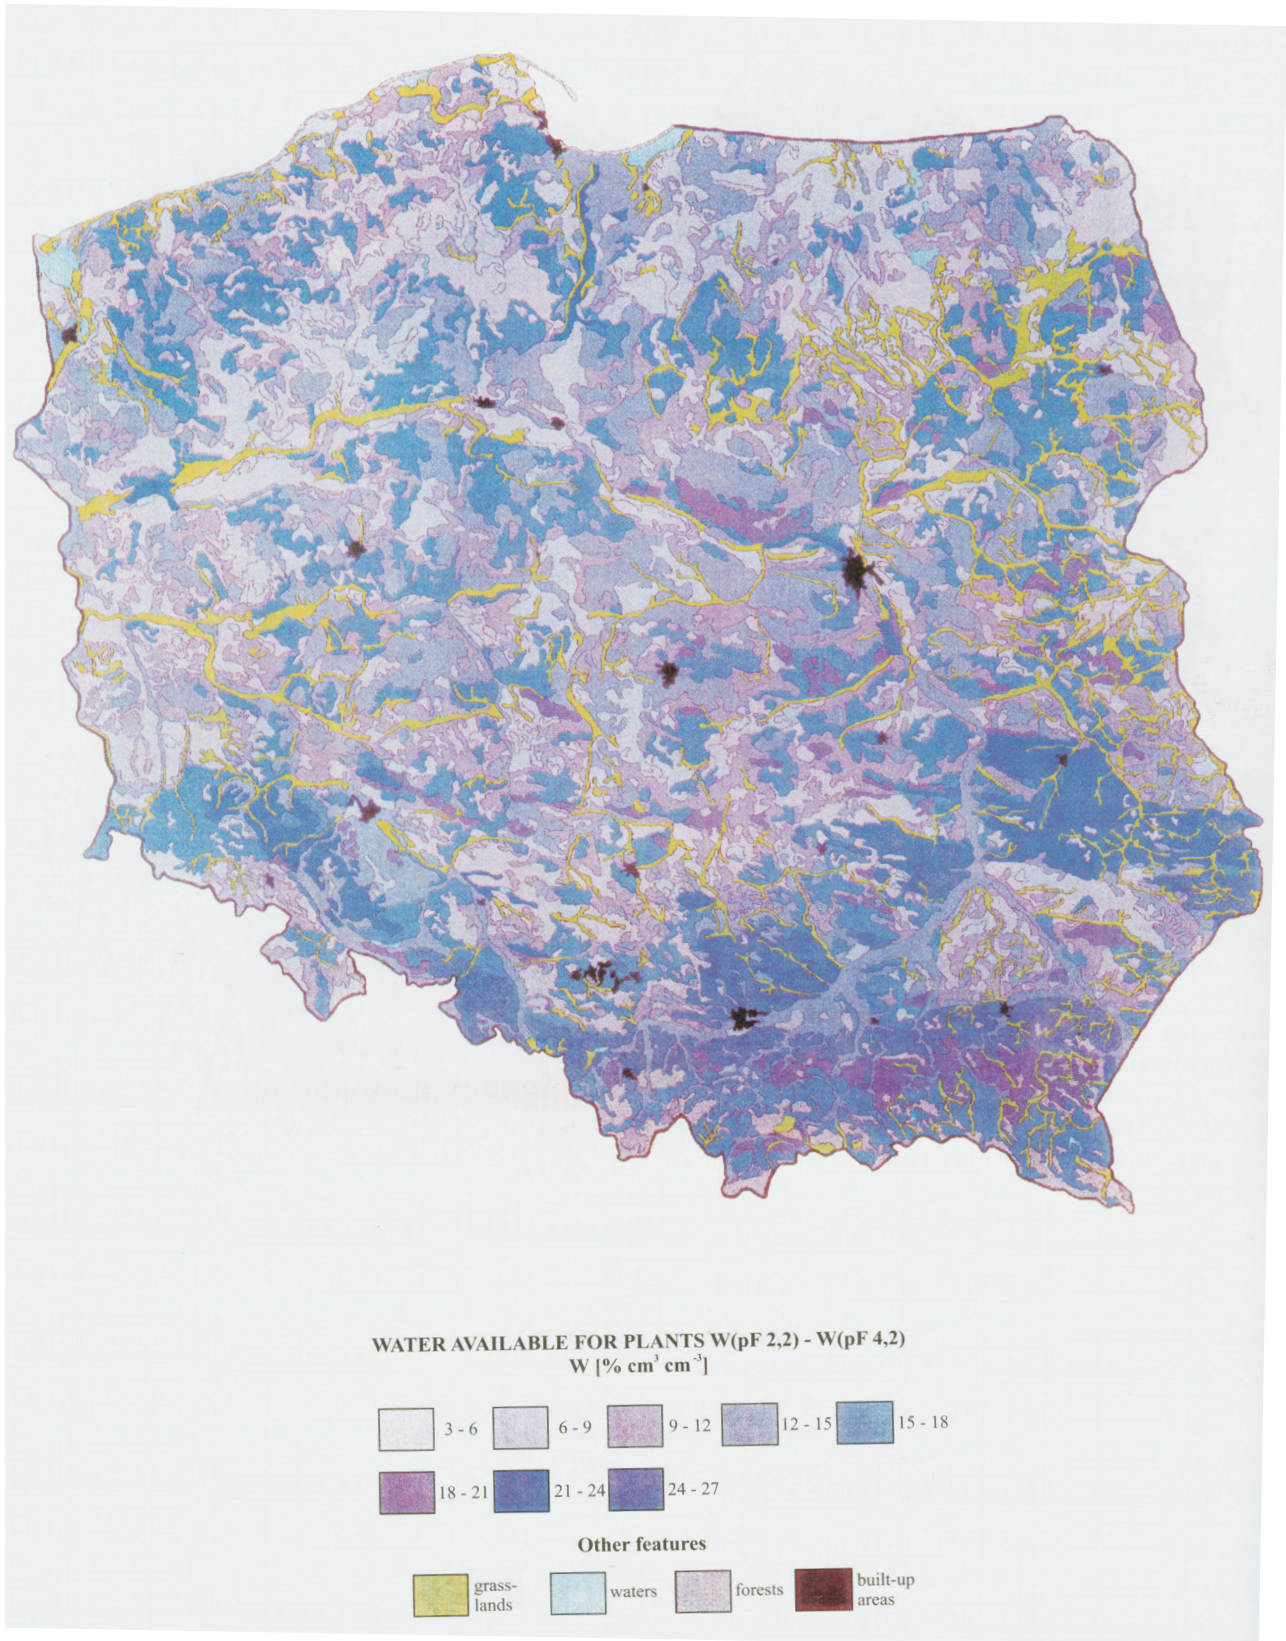 WATER AVAILABLE FOR PLANTS W(pF 2,2) - W(pF 4,2)
W [% cm³ cm⁻³]
3 - 6 6 - 9 9 - 12 12 - 15 15 - 18
18 - 21 21 - 24 24 - 27
Other features
grass-
lands
waters
forests
built-up
areas